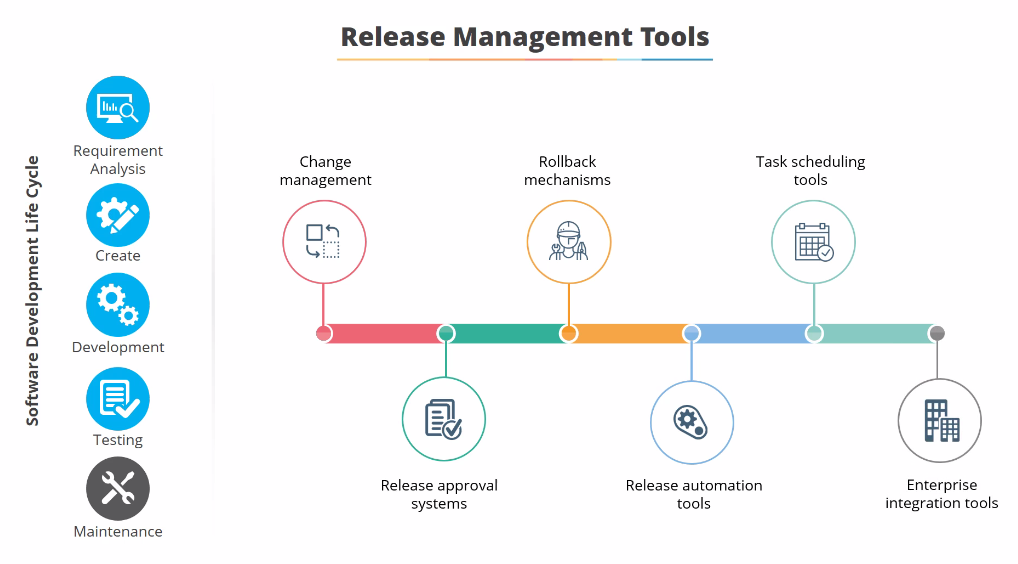 Release Management Tools
Software Development Life Cycle
Requirement
Analysis
Create
Development
Testing
Maintenance
Change
management
Rollback
mechanisms
Task scheduling
tools
Release approval
systems
Release automation
tools
Enterprise
integration tools